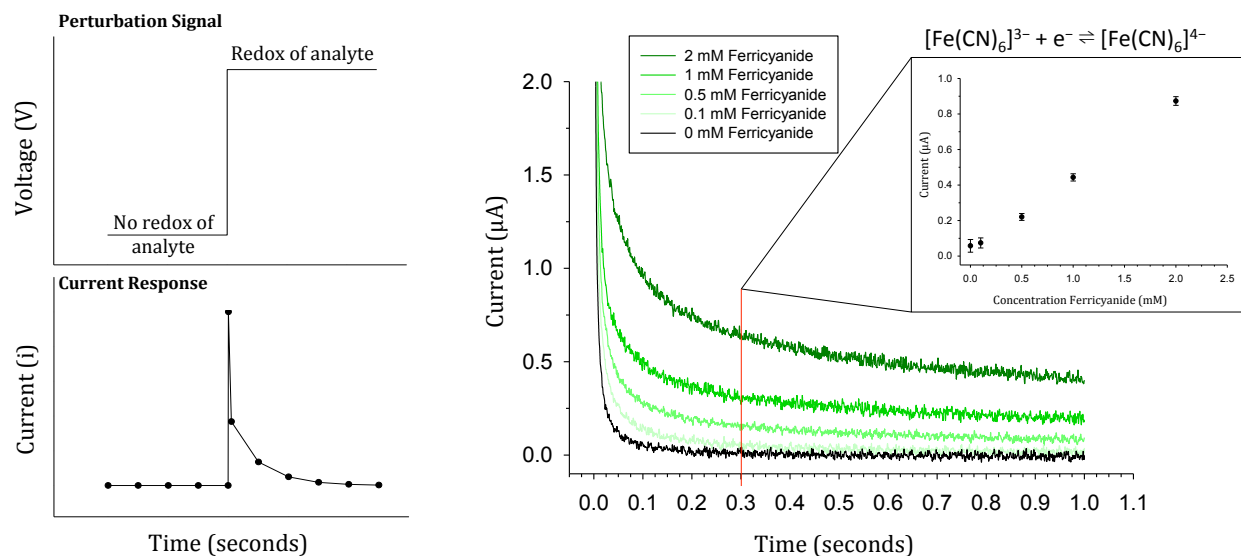 Perturbation Signal
Voltage (V)
Redox of analyte
No redox of
analyte
Current Response
Current (i)
Time (seconds)
2 mM Ferricyanide
1 mM Ferricyanide
0.5 mM Ferricyanide
0.1 mM Ferricyanide
0 mM Ferricyanide
Current (µA)
2.0
1.5
1.0
0.5
0.0
0.0 0.1 0.2 0.3 0.4 0.5 0.6 0.7 0.8 0.9 1.0 1.1
Time (seconds)
[Fe(CN)₆]³⁻ + e⁻ ⇌ [Fe(CN)₆]⁴⁻
Current (µA)
1.0
0.8
0.6
0.4
0.2
0.0
0.0 0.5 1.0 1.5 2.0 2.5
Concentration Ferricyanide (mM)